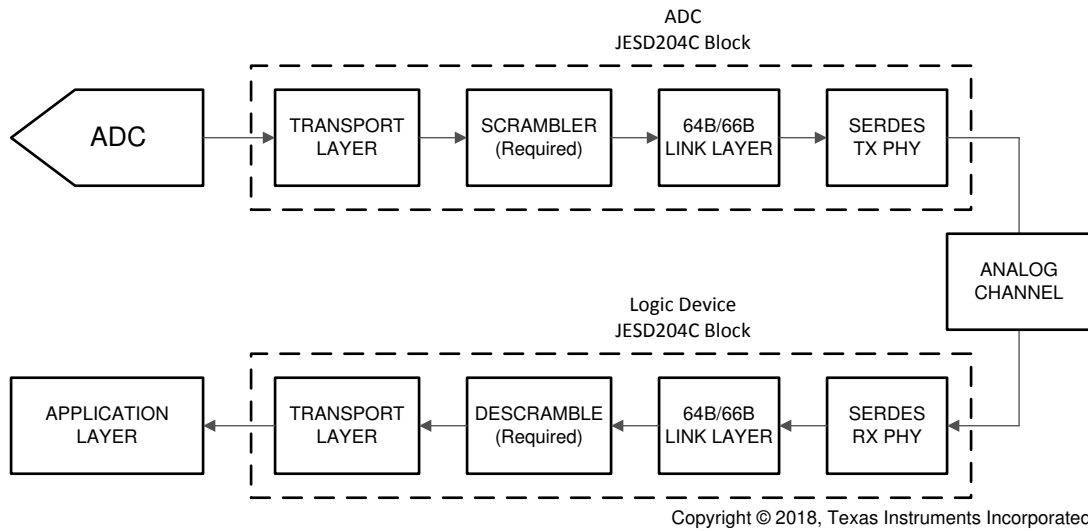 ADC
JESD204C Block
ADC
TRANSPORT
LAYER
SCRAMBLER
(Required)
64B/66B
LINK LAYER
SERDES
TX PHY
ANALOG
CHANNEL
Logic Device
JESD204C Block
APPLICATION
LAYER
TRANSPORT
LAYER
DESCRAMBLE
(Required)
64B/66B
LINK LAYER
SERDES
RX PHY
Copyright © 2018, Texas Instruments Incorporated